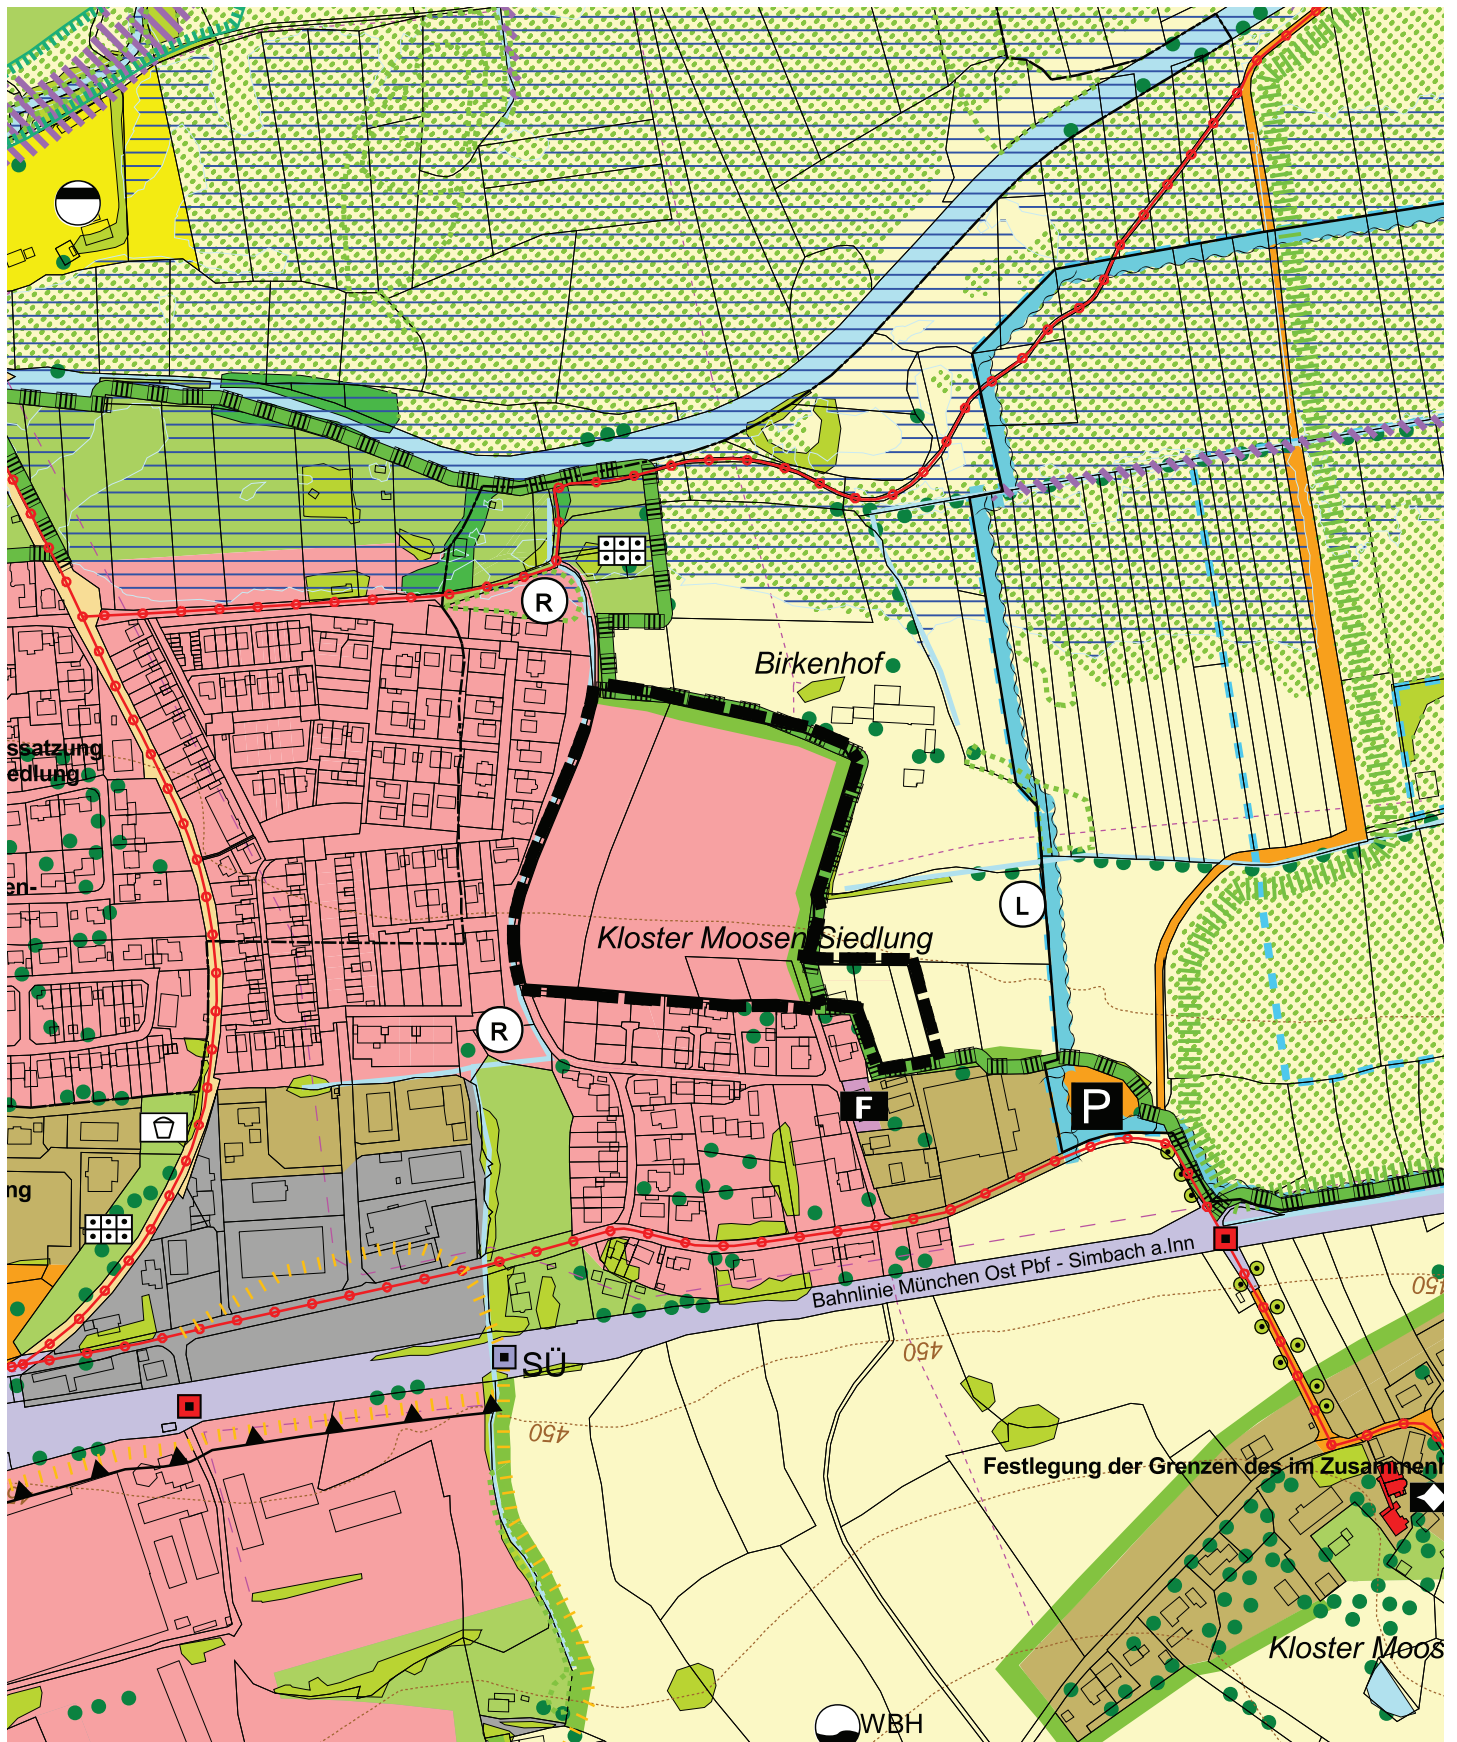 R
Birkenhof
ssatzung
edlung
en-
L
Kloster Moosen Siedlung
R
F
P
ng
Bahnlinie München Ost Pbf - Simbach a.Inn
450
450
SÜ
450
Festlegung der Grenzen des im Zusammenh
Kloster Moos
WBH